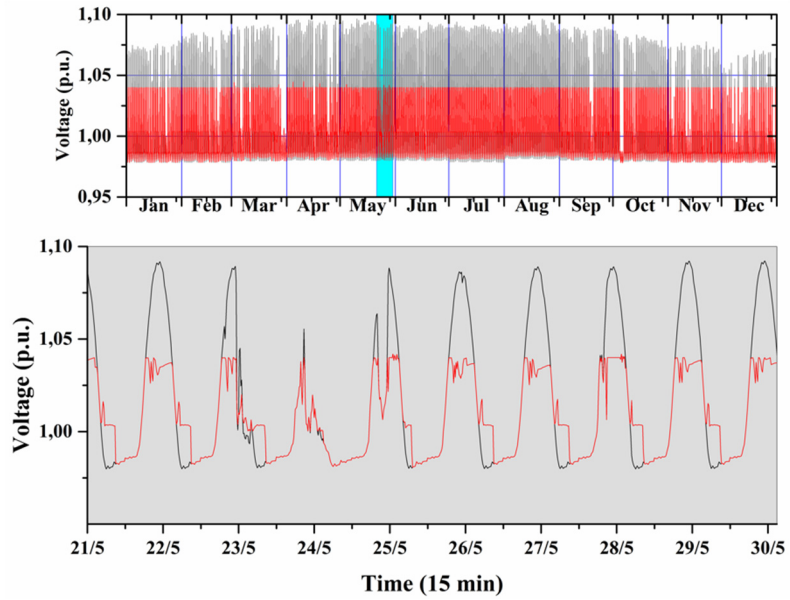 1,10
1,05
1,00
0,95
Voltage (p.u.)
Jan Feb Mar Apr May Jun Jul Aug Sep Oct Nov Dec
1,10
1,05
1,00
Voltage (p.u.)
21/5 22/5 23/5 24/5 25/5 26/5 27/5 28/5 29/5 30/5
Time (15 min)